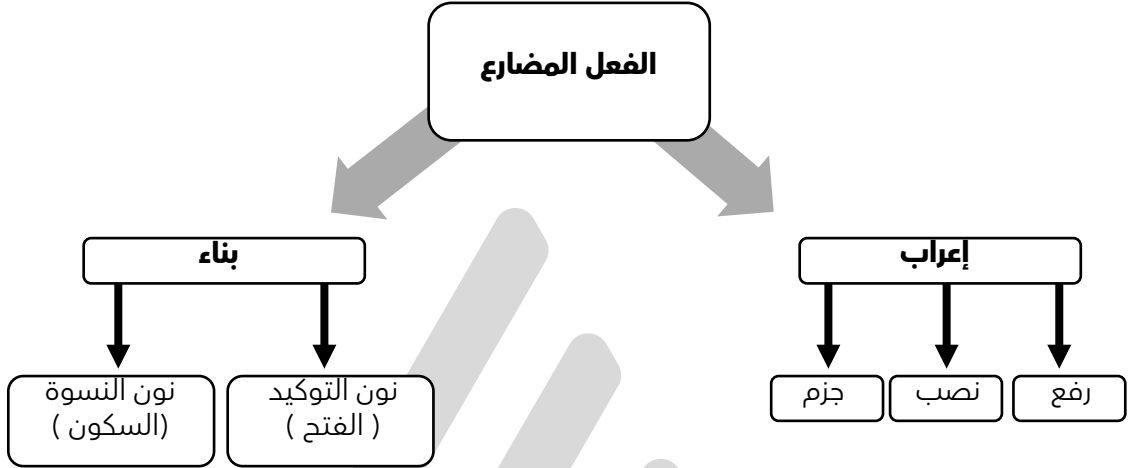 الفعل المضارع
إعراب
بناء
رفع
نصب
جزم
نون التوكيد
( الفتح )
نون النسوة
(السكون )